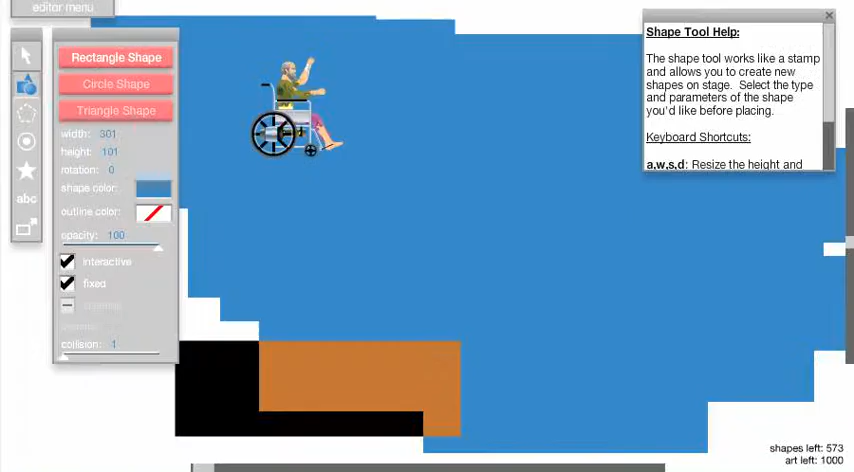 editor menu
Rectangle Shape
Circle Shape
Triangle Shape
width: 301
height: 101
rotation: 0
shape color:
outline color:
opacity: 100
interactive
fixed
collision: 1
abc
Shape Tool Help:
The shape tool works like a stamp
and allows you to create new
shapes on stage. Select the type
and parameters of the shape
you'd like before placing.
Keyboard Shortcuts:
a,w,s,d: Resize the height and
shapes left: 573
art left: 1000